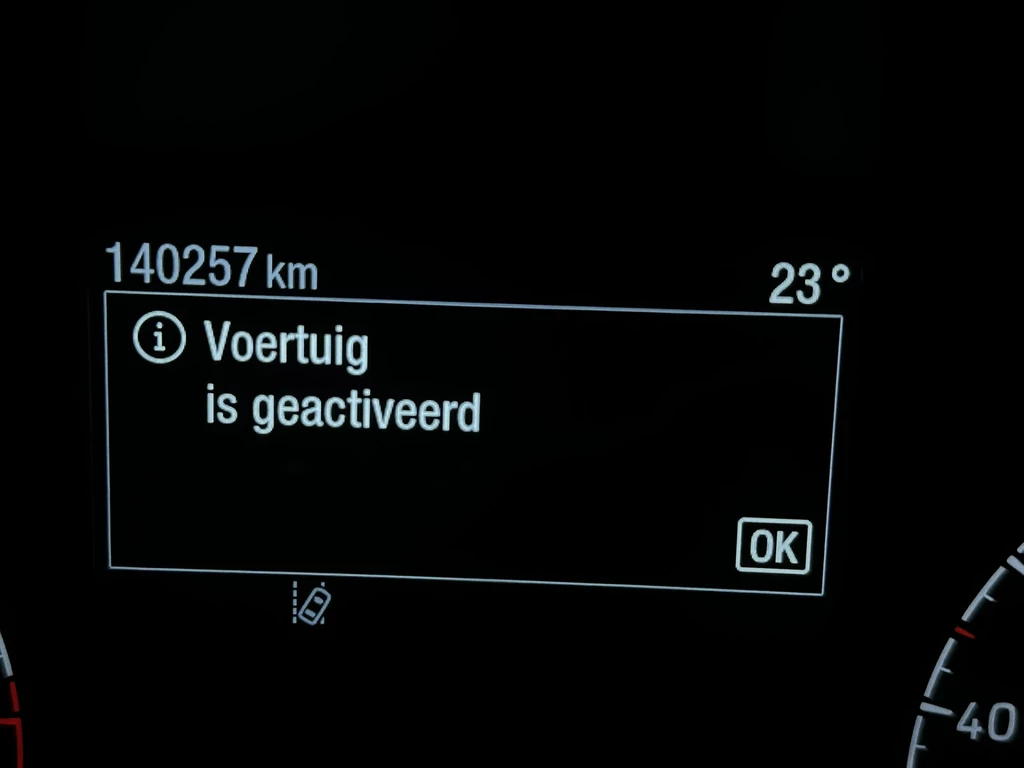 140257 km 23°
i Voertuig
is geactiveerd
OK
40